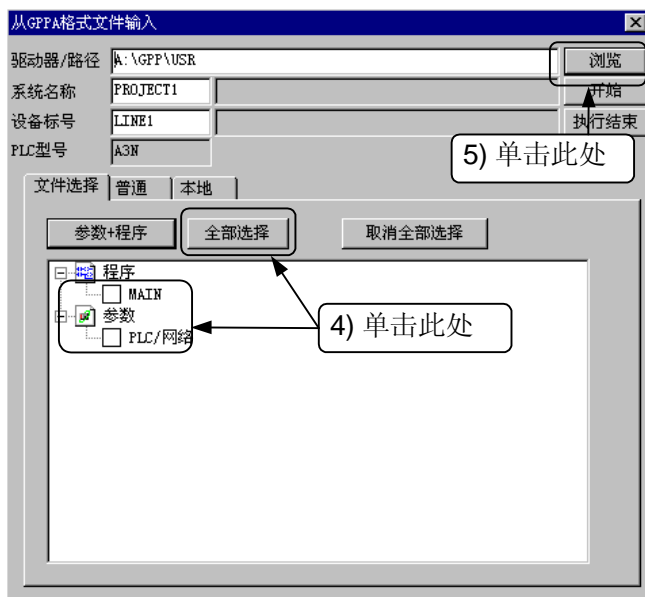 从GPPA格式文件输入
驱动器/路径 A:\GPP\USR 浏览
系统名称 PROJECT1 开始
设备标号 LINE1 执行结束
PLC型号 A3N
5) 单击此处
文件选择 普通 本地
参数+程序 全部选择 取消全部选择
程序
MAIN
参数
PLC/网络
4) 单击此处